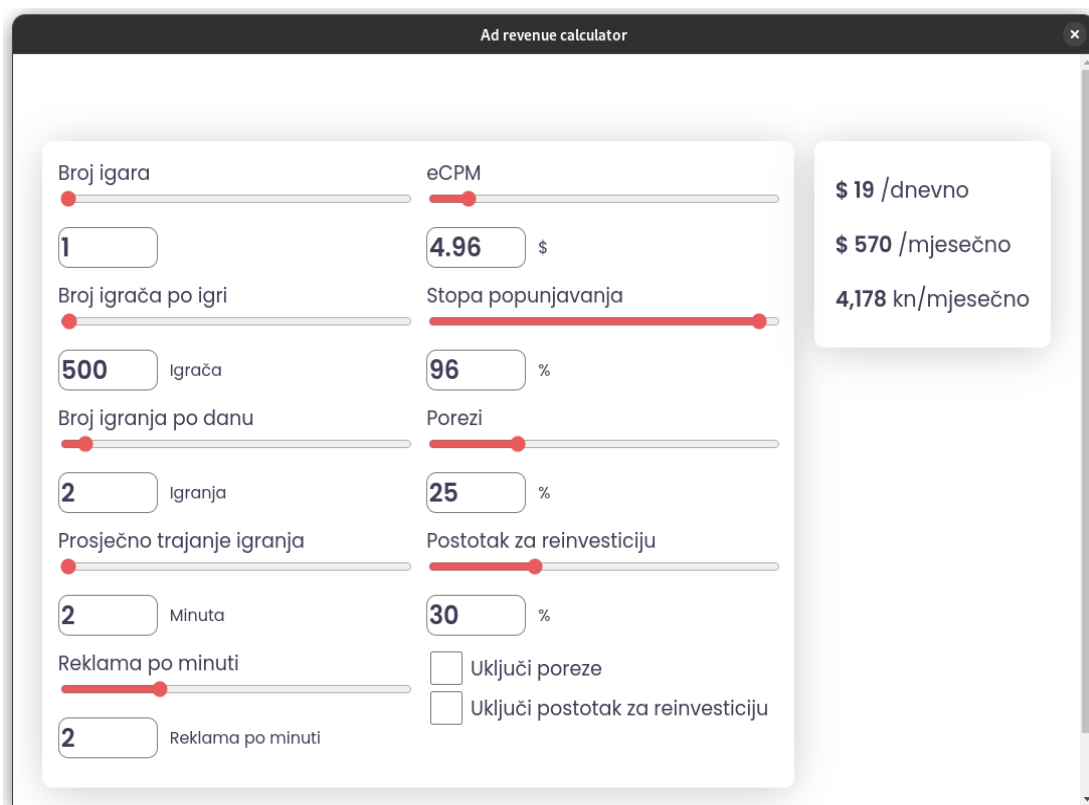 Ad revenue calculator
Broj igara
1
Broj igrača po igri
500 Igrača
Broj igranja po danu
2 Igranja
Prosječno trajanje igranja
2 Minuta
Reklama po minuti
2 Reklama po minuti
eCPM
4.96 $
Stopa popunjavanja
96 %
Porezi
25 %
Postotak za reinvesticiju
30 %
Uključi poreze
Uključi postotak za reinvesticiju
$ 19 /dnevno
$ 570 /mjesečno
4,178 kn/mjesečno